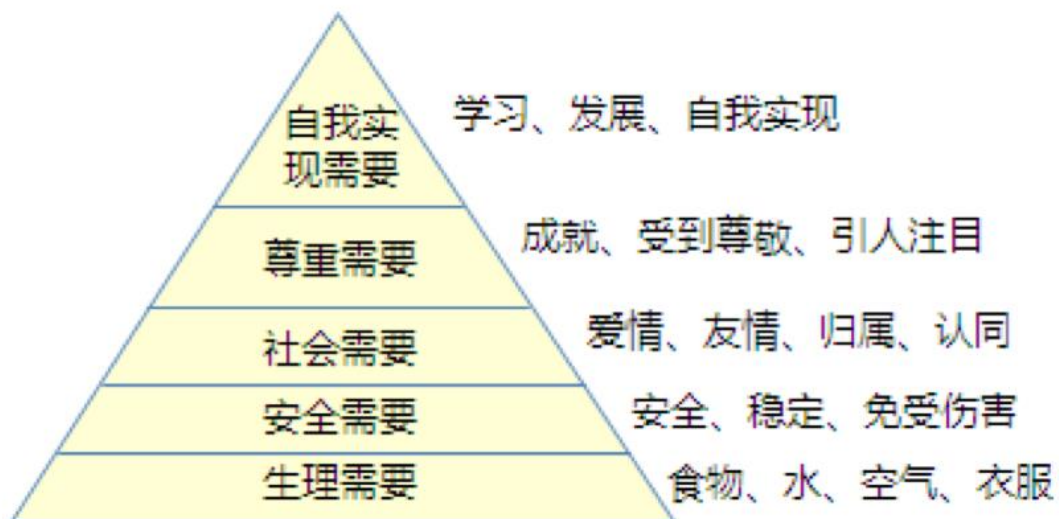 自我实
现需要
学习、发展、自我实现
尊重需要
成就、受到尊敬、引人注目
社会需要
爱情、友情、归属、认同
安全需要
安全、稳定、免受伤害
生理需要
食物、水、空气、衣服